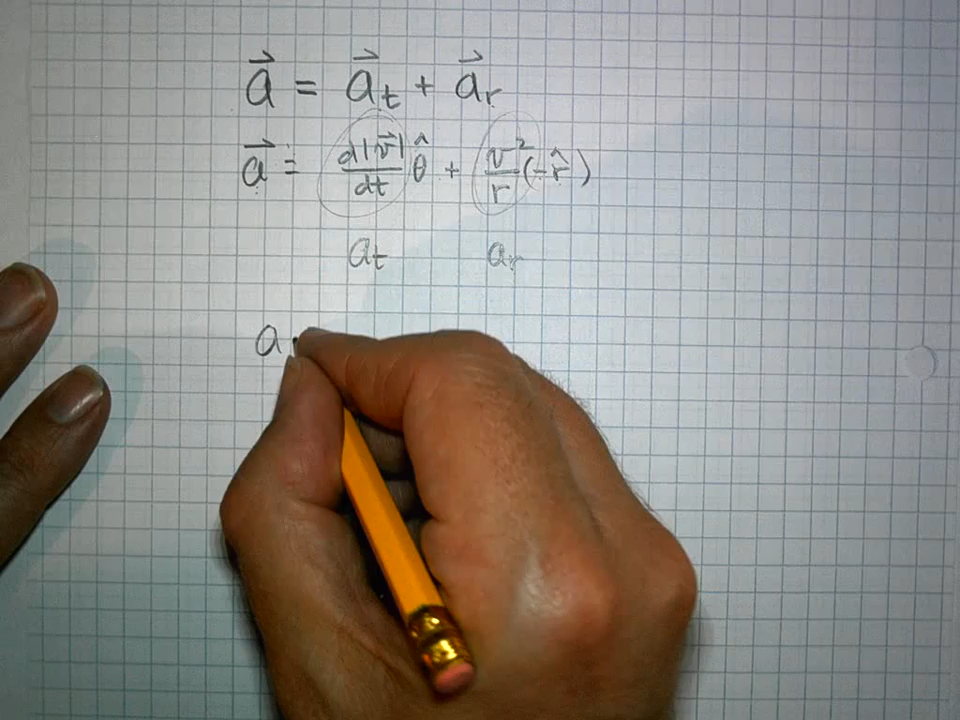 a⃗ = a⃗ₜ + a⃗ᵣ
a⃗ = d|v⃗|/dt θ̂ + v²/r (-r̂)
aₜ aᵣ
a